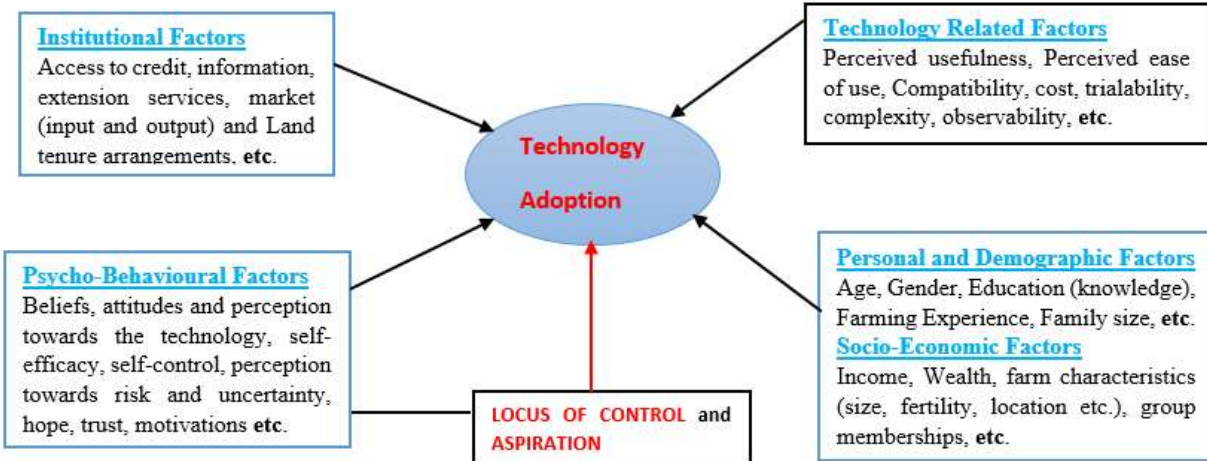 Institutional Factors
Access to credit, information,
extension services, market
(input and output) and Land
tenure arrangements, etc.
Technology Related Factors
Perceived usefulness, Perceived ease
of use, Compatibility, cost, trialability,
complexity, observability, etc.
Technology
Adoption
Psycho-Behavioural Factors
Beliefs, attitudes and perception
towards the technology, self-
efficacy, self-control, perception
towards risk and uncertainty,
hope, trust, motivations etc.
Personal and Demographic Factors
Age, Gender, Education (knowledge),
Farming Experience, Family size, etc.
Socio-Economic Factors
Income, Wealth, farm characteristics
(size, fertility, location etc.), group
memberships, etc.
LOCUS OF CONTROL and
ASPIRATION